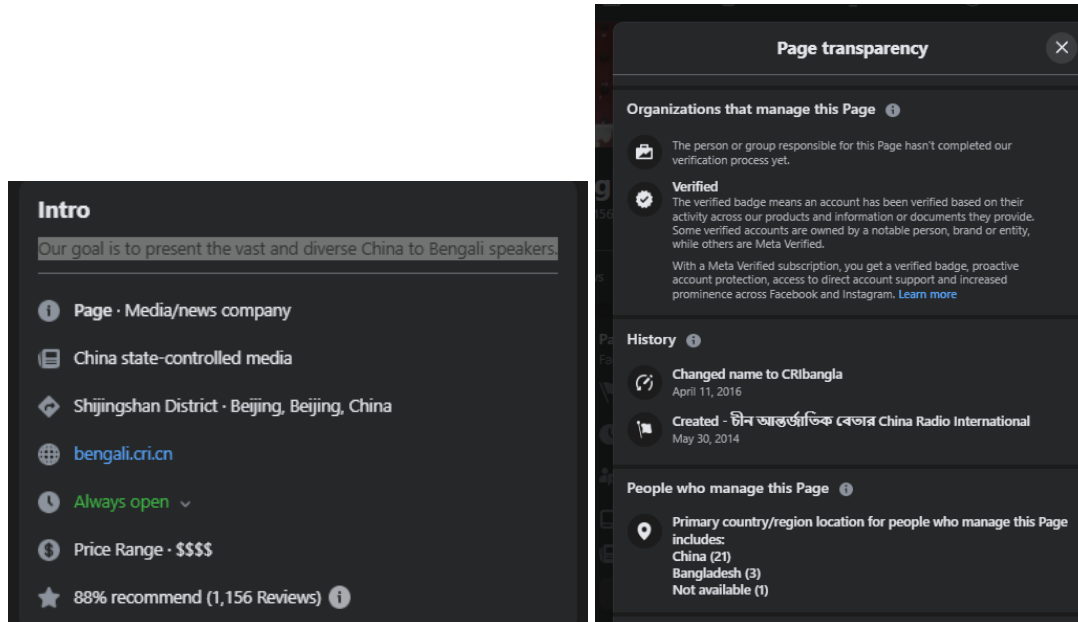 Intro
Our goal is to present the vast and diverse China to Bengali speakers.
Page · Media/news company
China state-controlled media
Shijingshan District · Beijing, Beijing, China
bengali.cri.cn
Always open
Price Range · $$$$
88% recommend (1,156 Reviews)
Page transparency
Organizations that manage this Page
The person or group responsible for this Page hasn't completed our
verification process yet.
Verified
The verified badge means an account has been verified based on their
activity across our products and information or documents they provide.
Some verified accounts are owned by a notable person, brand or entity,
while others are Meta Verified.
With a Meta Verified subscription, you get a verified badge, proactive
account protection, access to direct account support and increased
prominence across Facebook and Instagram. Learn more
History
Changed name to CRIbangla
April 11, 2016
Created - চীন আন্তর্জাতিক বেতার China Radio International
May 30, 2014
People who manage this Page
Primary country/region location for people who manage this Page
includes:
China (21)
Bangladesh (3)
Not available (1)